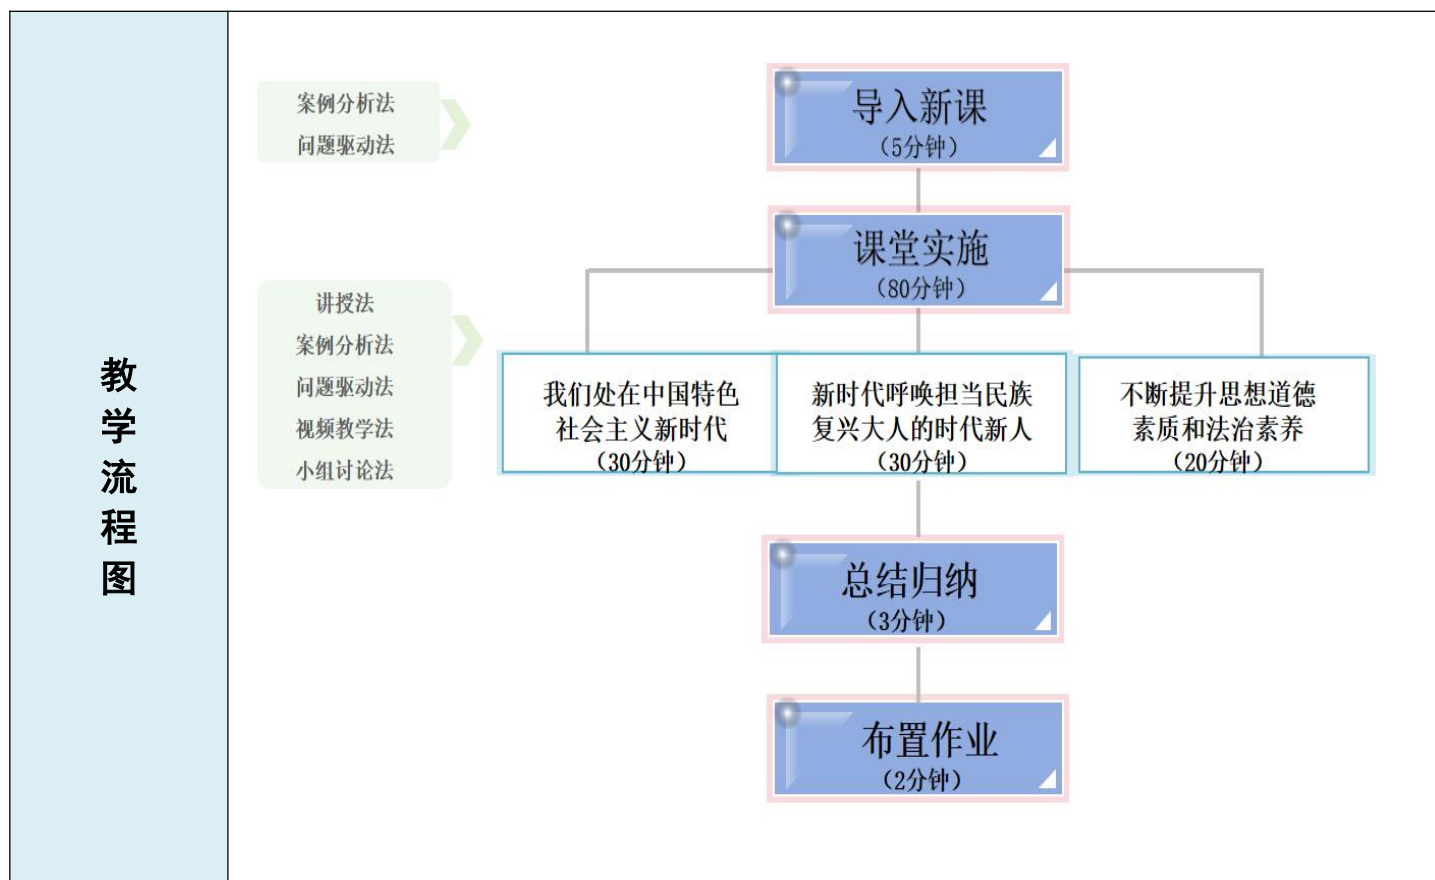 教
学
流
程
图
案例分析法
问题驱动法
导入新课
（5分钟）
课堂实施
（80分钟）
讲授法
案例分析法
问题驱动法
视频教学法
小组讨论法
我们处在中国特色
社会主义新时代
（30分钟）
新时代呼唤担当民族
复兴大人的时代新人
（30分钟）
不断提升思想道德
素质和法治素养
（20分钟）
总结归纳
（3分钟）
布置作业
（2分钟）